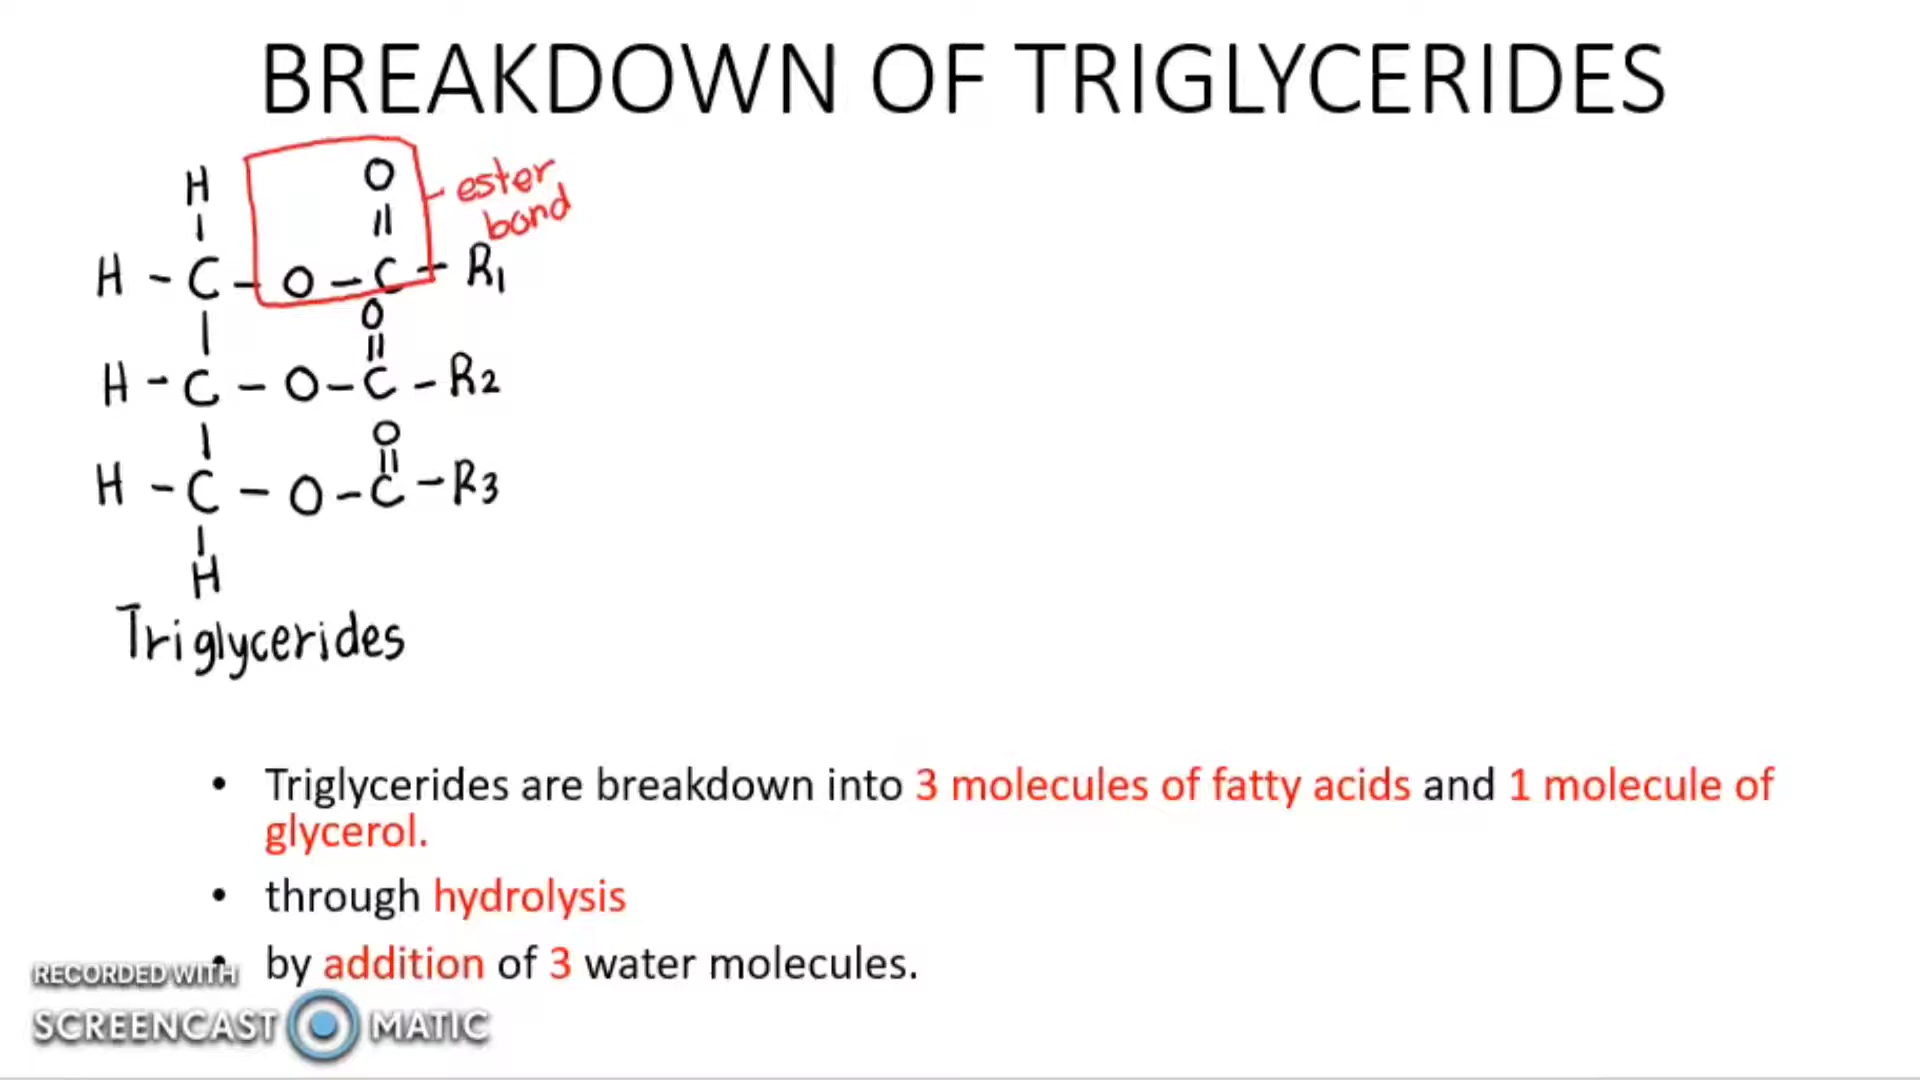 BREAKDOWN OF TRIGLYCERIDES
H O
| || ester bond
H - C - O - C - R1
| O
||
H - C - O - C - R2
| O
||
H - C - O - C - R3
|
H
Triglycerides
• Triglycerides are breakdown into 3 molecules of fatty acids and 1 molecule of
glycerol.
• through hydrolysis
• by addition of 3 water molecules.
RECORDED WITH
SCREENCAST MATIC